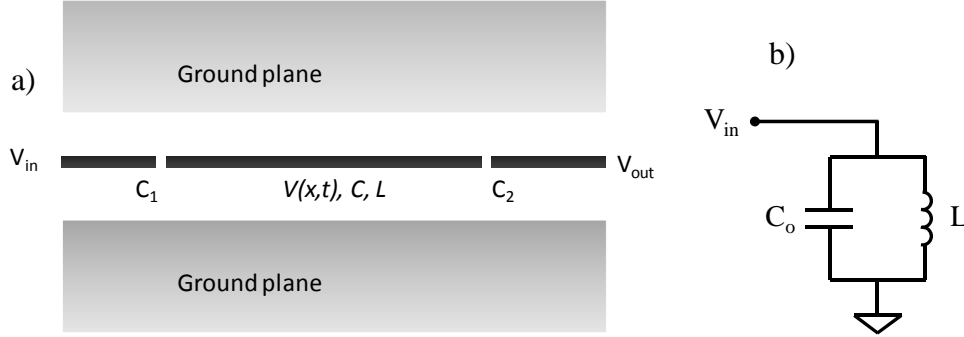 a)
Ground plane
V_in
C_1
V(x,t), C, L
C_2
V_out
Ground plane
b)
V_in
C_o
L